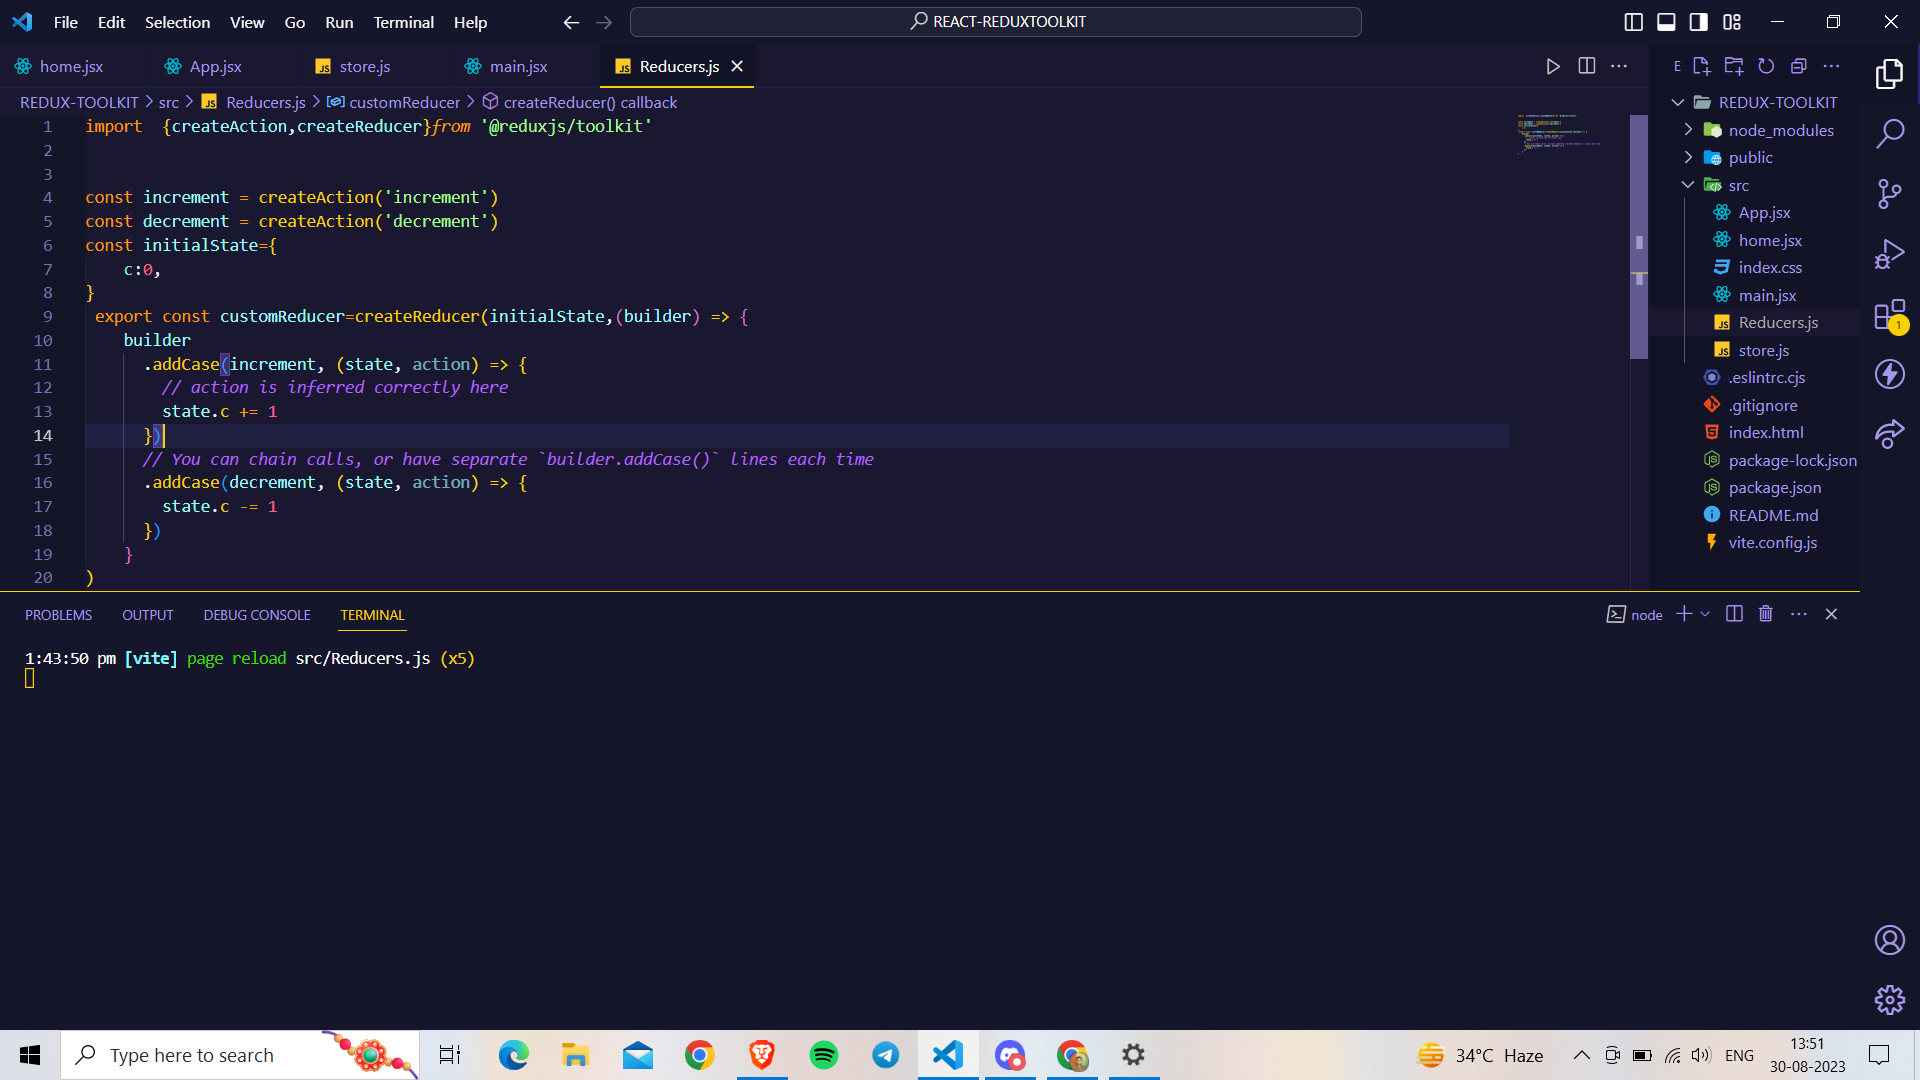 File Edit Selection View Go Run Terminal Help
REACT-REDUXTOOLKIT
home.jsx App.jsx store.js main.jsx Reducers.js
REDUX-TOOLKIT > src > Reducers.js > customReducer > createReducer() callback
1 import  {createAction,createReducer}from '@reduxjs/toolkit'
2
3
4 const increment = createAction('increment')
5 const decrement = createAction('decrement')
6 const initialState={
7     c:0,
8 }
9  export const customReducer=createReducer(initialState,(builder) => {
10     builder
11       .addCase(increment, (state, action) => {
12         // action is inferred correctly here
13         state.c += 1
14       })
15       // You can chain calls, or have separate `builder.addCase()` lines each time
16       .addCase(decrement, (state, action) => {
17         state.c -= 1
18       })
19     }
20 )
E
REDUX-TOOLKIT
node_modules
public
src
App.jsx
home.jsx
index.css
main.jsx
Reducers.js
store.js
.eslintrc.cjs
.gitignore
index.html
package-lock.json
package.json
README.md
vite.config.js
1
PROBLEMS OUTPUT DEBUG CONSOLE TERMINAL
node
1:43:50 pm [vite] page reload src/Reducers.js (x5)
Type here to search
34°C Haze
ENG
13:51
30-08-2023